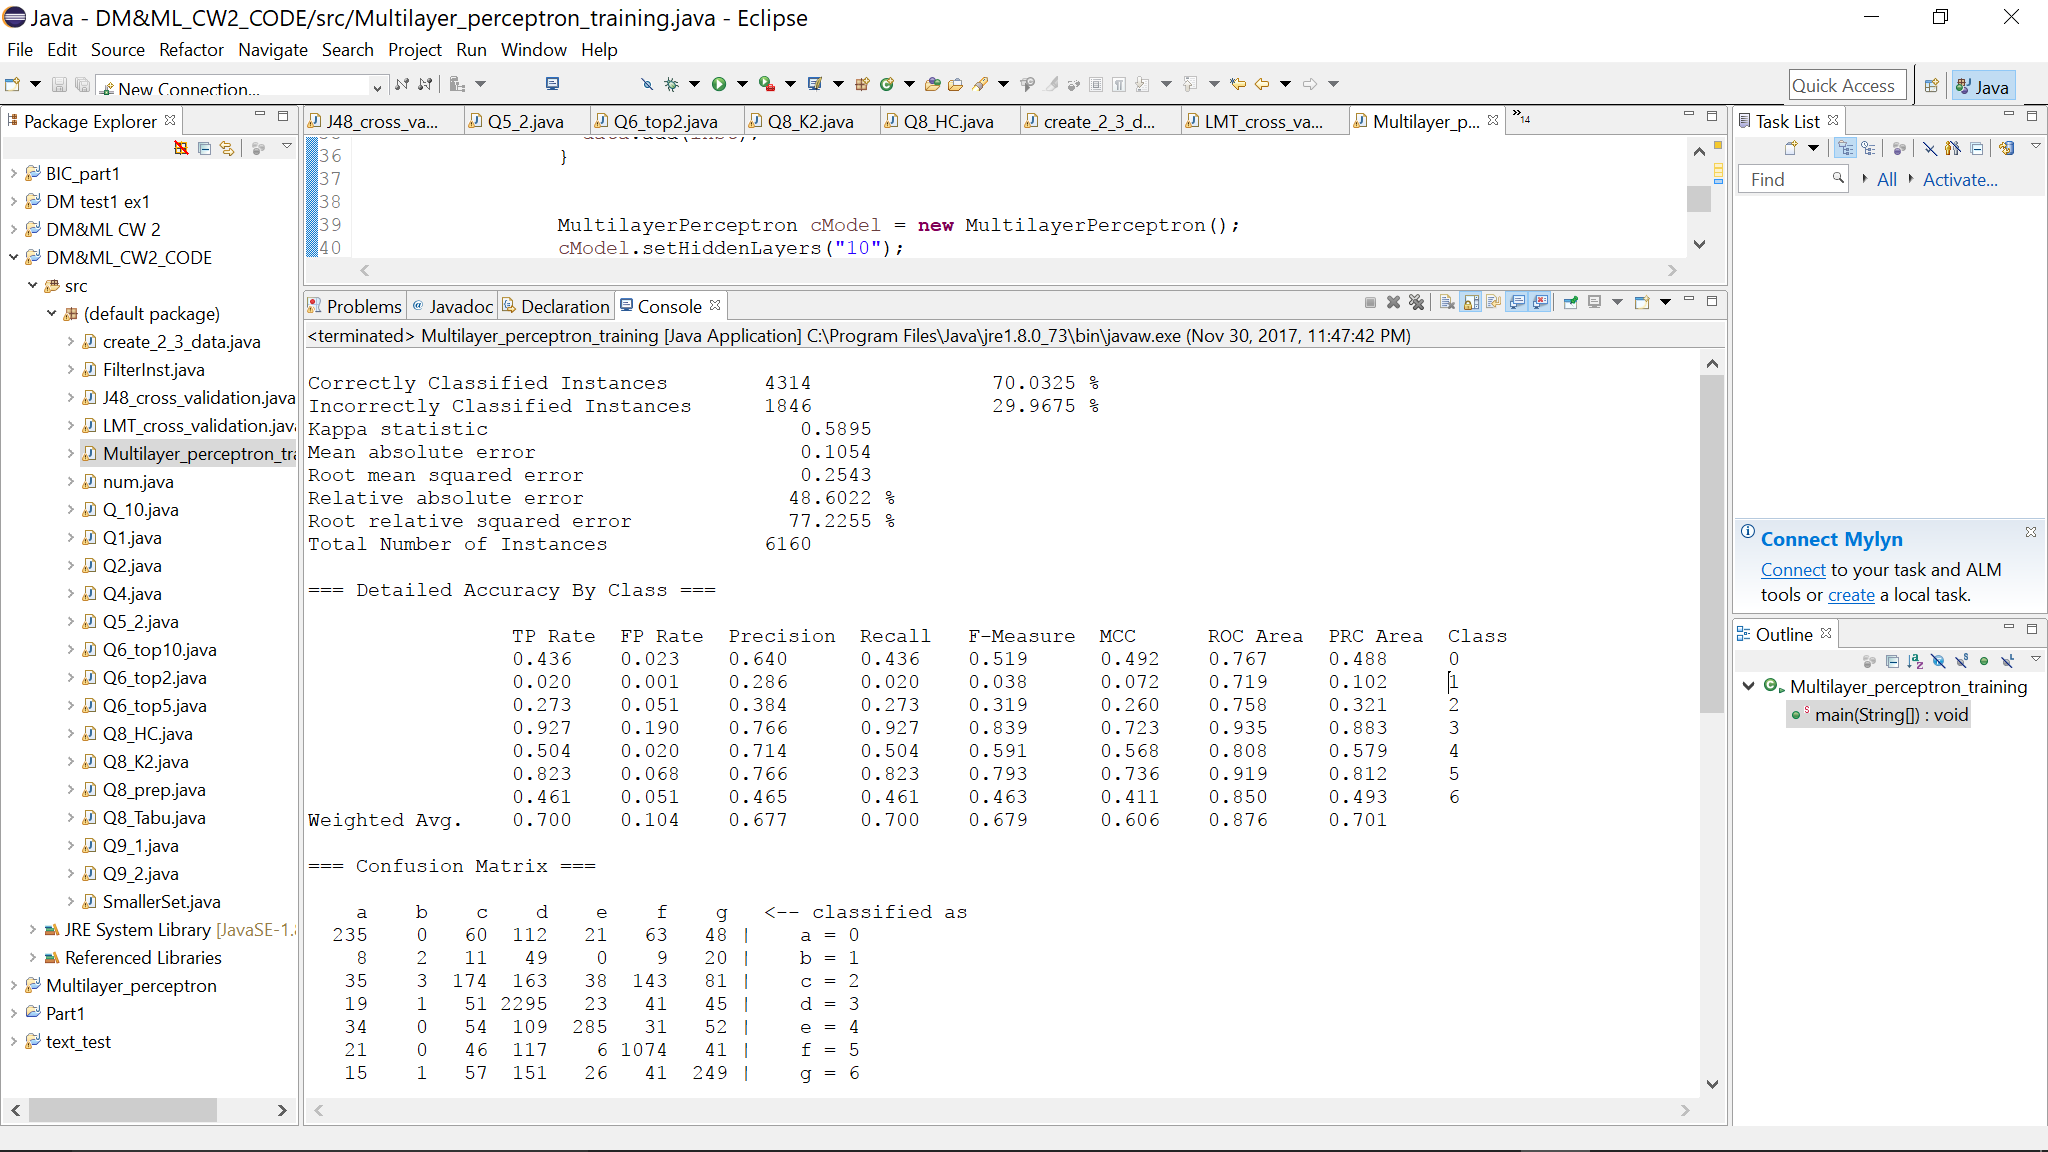 Java - DM&ML_CW2_CODE/src/Multilayer_perceptron_training.java - Eclipse
File Edit Source Refactor Navigate Search Project Run Window Help
New Connection...
Quick Access
Java
Package Explorer
BIC_part1
DM test1 ex1
DM&ML CW 2
DM&ML_CW2_CODE
src
(default package)
create_2_3_data.java
FilterInst.java
J48_cross_validation.java
LMT_cross_validation.jav
Multilayer_perceptron_tr
num.java
Q_10.java
Q1.java
Q2.java
Q4.java
Q5_2.java
Q6_top10.java
Q6_top2.java
Q6_top5.java
Q8_HC.java
Q8_K2.java
Q8_prep.java
Q8_Tabu.java
Q9_1.java
Q9_2.java
SmallerSet.java
JRE System Library [JavaSE-1.
Referenced Libraries
Multilayer_perceptron
Part1
text_test
J48_cross_va... Q5_2.java Q6_top2.java Q8_K2.java Q8_HC.java create_2_3_d... LMT_cross_va... Multilayer_p... »14
36 }
37
38
39 MultilayerPerceptron cModel = new MultilayerPerceptron();
40 cModel.setHiddenLayers("10");
Problems @ Javadoc Declaration Console
<terminated> Multilayer_perceptron_training [Java Application] C:\Program Files\Java\jre1.8.0_73\bin\javaw.exe (Nov 30, 2017, 11:47:42 PM)
Correctly Classified Instances 4314 70.0325 %
Incorrectly Classified Instances 1846 29.9675 %
Kappa statistic 0.5895
Mean absolute error 0.1054
Root mean squared error 0.2543
Relative absolute error 48.6022 %
Root relative squared error 77.2255 %
Total Number of Instances 6160
=== Detailed Accuracy By Class ===
TP Rate FP Rate Precision Recall F-Measure MCC ROC Area PRC Area Class
0.436 0.023 0.640 0.436 0.519 0.492 0.767 0.488 0
0.020 0.001 0.286 0.020 0.038 0.072 0.719 0.102 1
0.273 0.051 0.384 0.273 0.319 0.260 0.758 0.321 2
0.927 0.190 0.766 0.927 0.839 0.723 0.935 0.883 3
0.504 0.020 0.714 0.504 0.591 0.568 0.808 0.579 4
0.823 0.068 0.766 0.823 0.793 0.736 0.919 0.812 5
0.461 0.051 0.465 0.461 0.463 0.411 0.850 0.493 6
Weighted Avg. 0.700 0.104 0.677 0.700 0.679 0.606 0.876 0.701
=== Confusion Matrix ===
a b c d e f g <-- classified as
235 0 60 112 21 63 48 | a = 0
8 2 11 49 0 9 20 | b = 1
35 3 174 163 38 143 81 | c = 2
19 1 51 2295 23 41 45 | d = 3
34 0 54 109 285 31 52 | e = 4
21 0 46 117 6 1074 41 | f = 5
15 1 57 151 26 41 249 | g = 6
Task List
Find All Activate...
Connect Mylyn
Connect to your task and ALM
tools or create a local task.
Outline
Multilayer_perceptron_training
main(String[]) : void